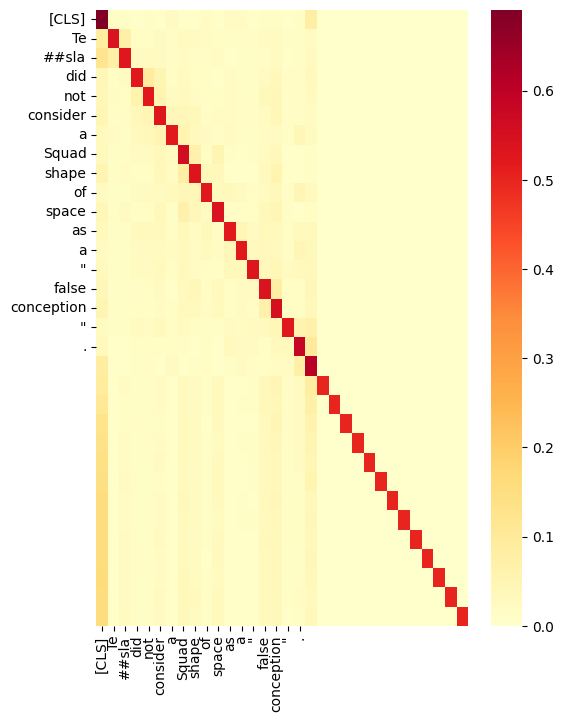 [CLS]
Te
##sla
did
not
consider
a
Squad
shape
of
space
as
a
"
false
conception
"
.
0.6
0.5
0.4
0.3
0.2
0.1
0.0
[CLS]
Te
##sla
did
not
consider
a
Squad
shape
of
space
as
a
"
false
conception
"
.